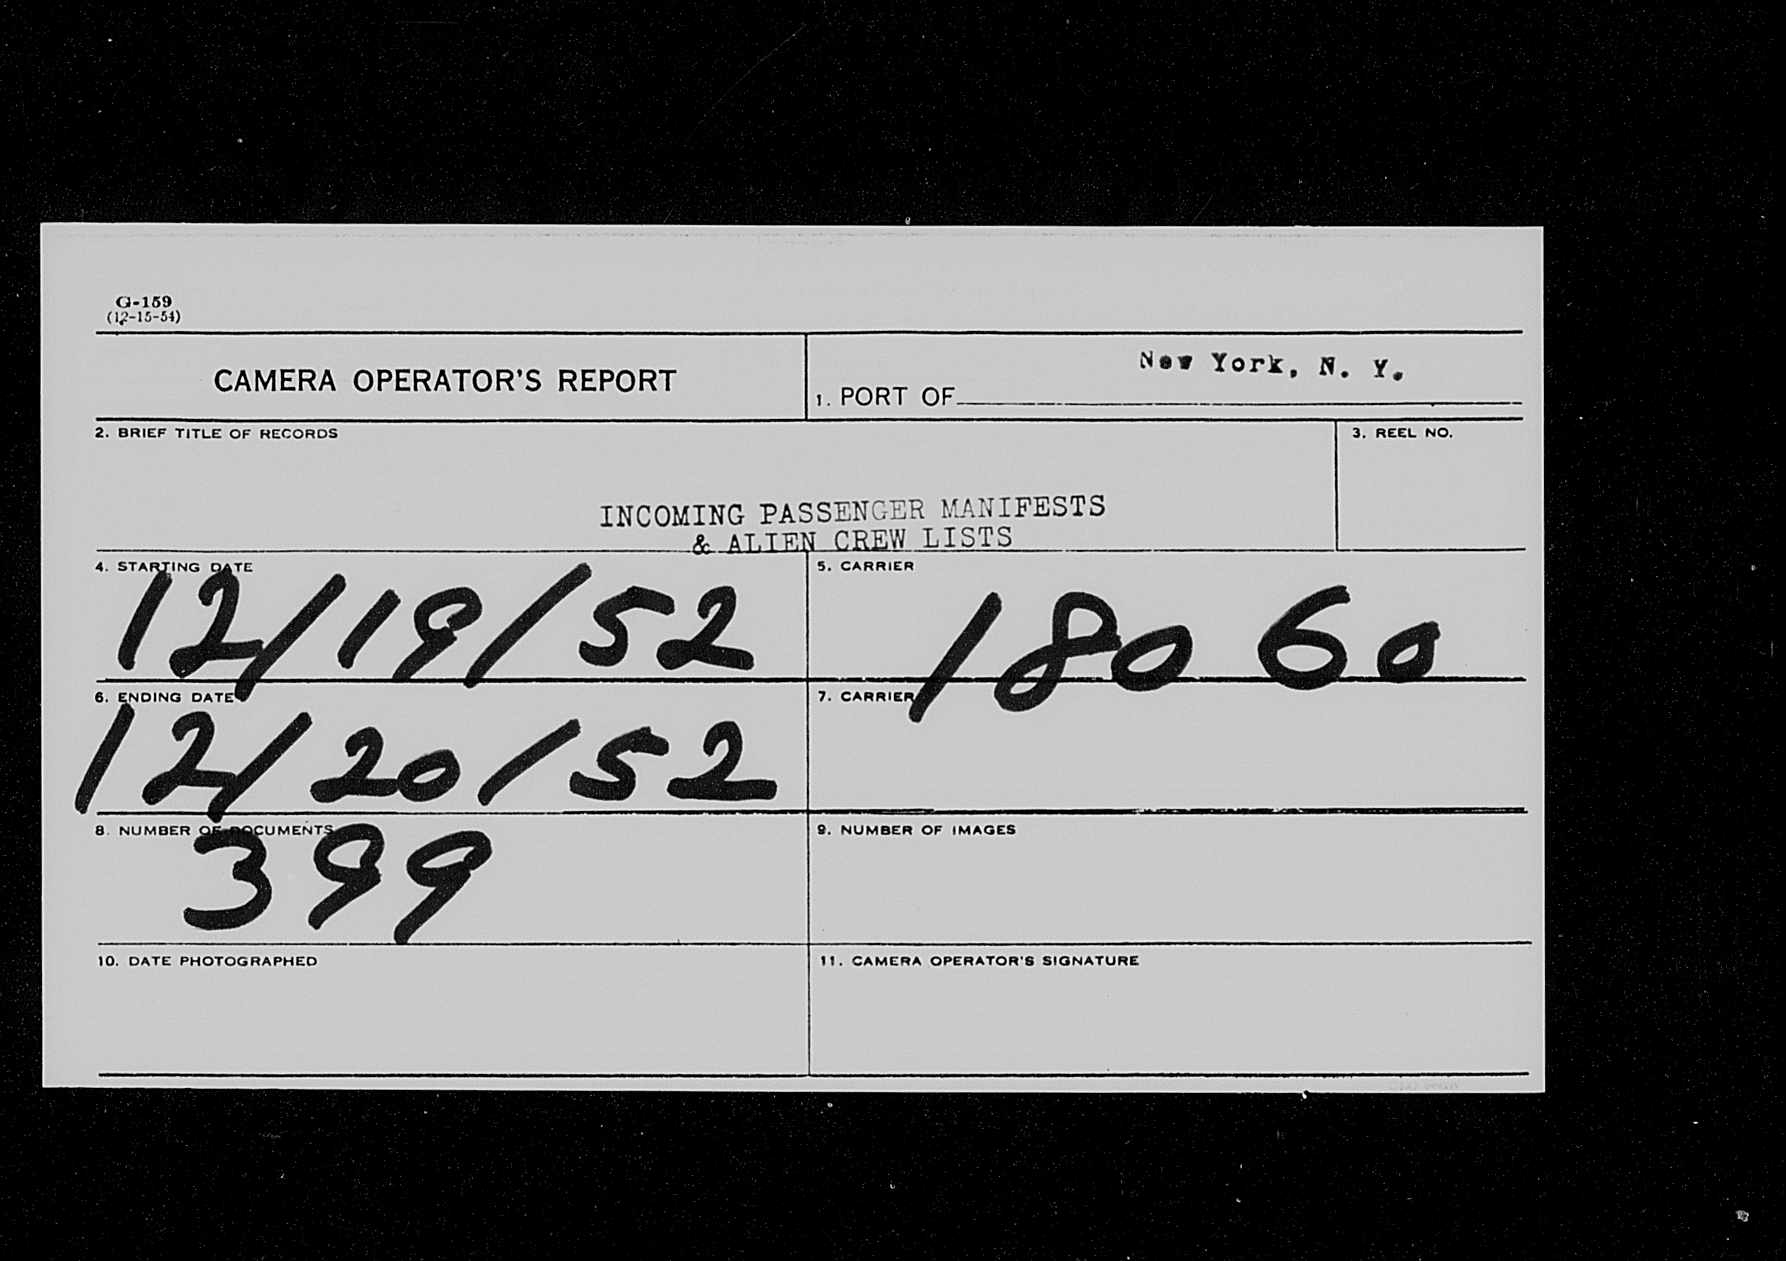 G-159
(12-15-54)
CAMERA OPERATOR'S REPORT
1. PORT OF New York, N. Y.
2. BRIEF TITLE OF RECORDS
3. REEL NO.
INCOMING PASSENGER MANIFESTS
& ALIEN CREW LISTS
4. STARTING DATE
12/19/52
5. CARRIER
18060
6. ENDING DATE
12/20/52
7. CARRIER
8. NUMBER OF DOCUMENTS
399
9. NUMBER OF IMAGES
10. DATE PHOTOGRAPHED
11. CAMERA OPERATOR'S SIGNATURE